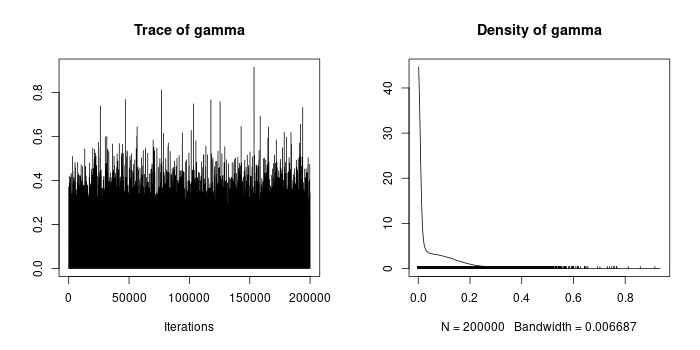 Trace of gamma
0.0 0.2 0.4 0.6 0.8
0 50000 100000 150000 200000
Iterations
Density of gamma
0 10 20 30 40
0.0 0.2 0.4 0.6 0.8
N = 200000 Bandwidth = 0.006687